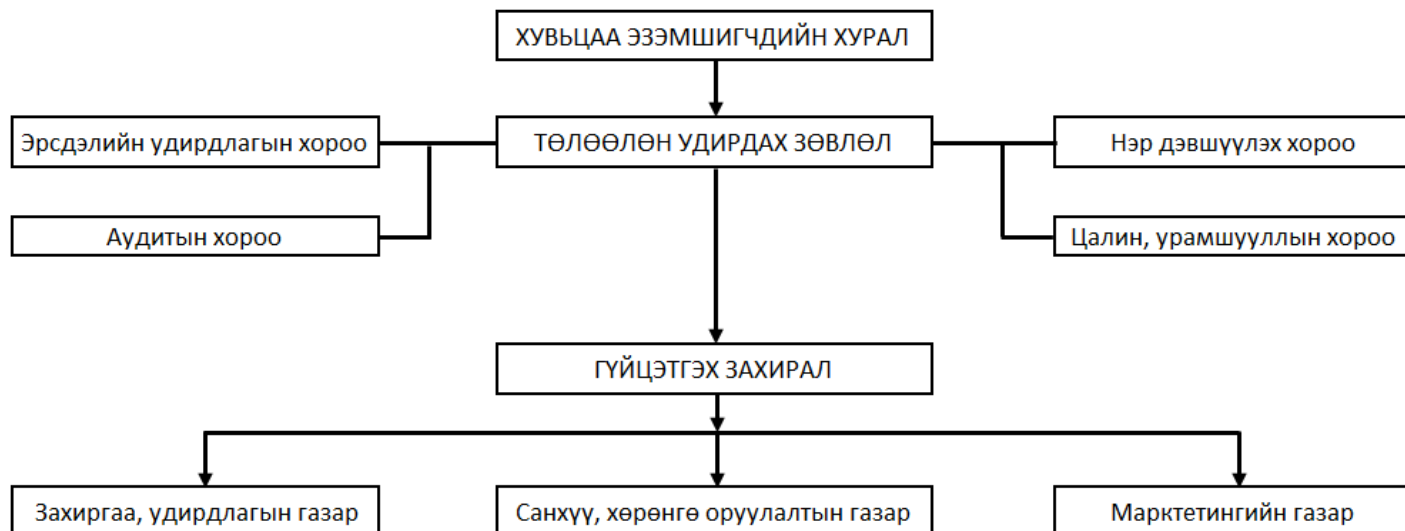 ХУВЬЦАА ЭЗЭМШИГЧДИЙН ХУРАЛ
Эрсдэлийн удирдлагын хороо
ТӨЛӨӨЛӨН УДИРДАХ ЗӨВЛӨЛ
Нэр дэвшүүлэх хороо
Аудитын хороо
Цалин, урамшууллын хороо
ГҮЙЦЭТГЭХ ЗАХИРАЛ
Захиргаа, удирдлагын газар
Санхүү, хөрөнгө оруулалтын газар
Марктетингийн газар